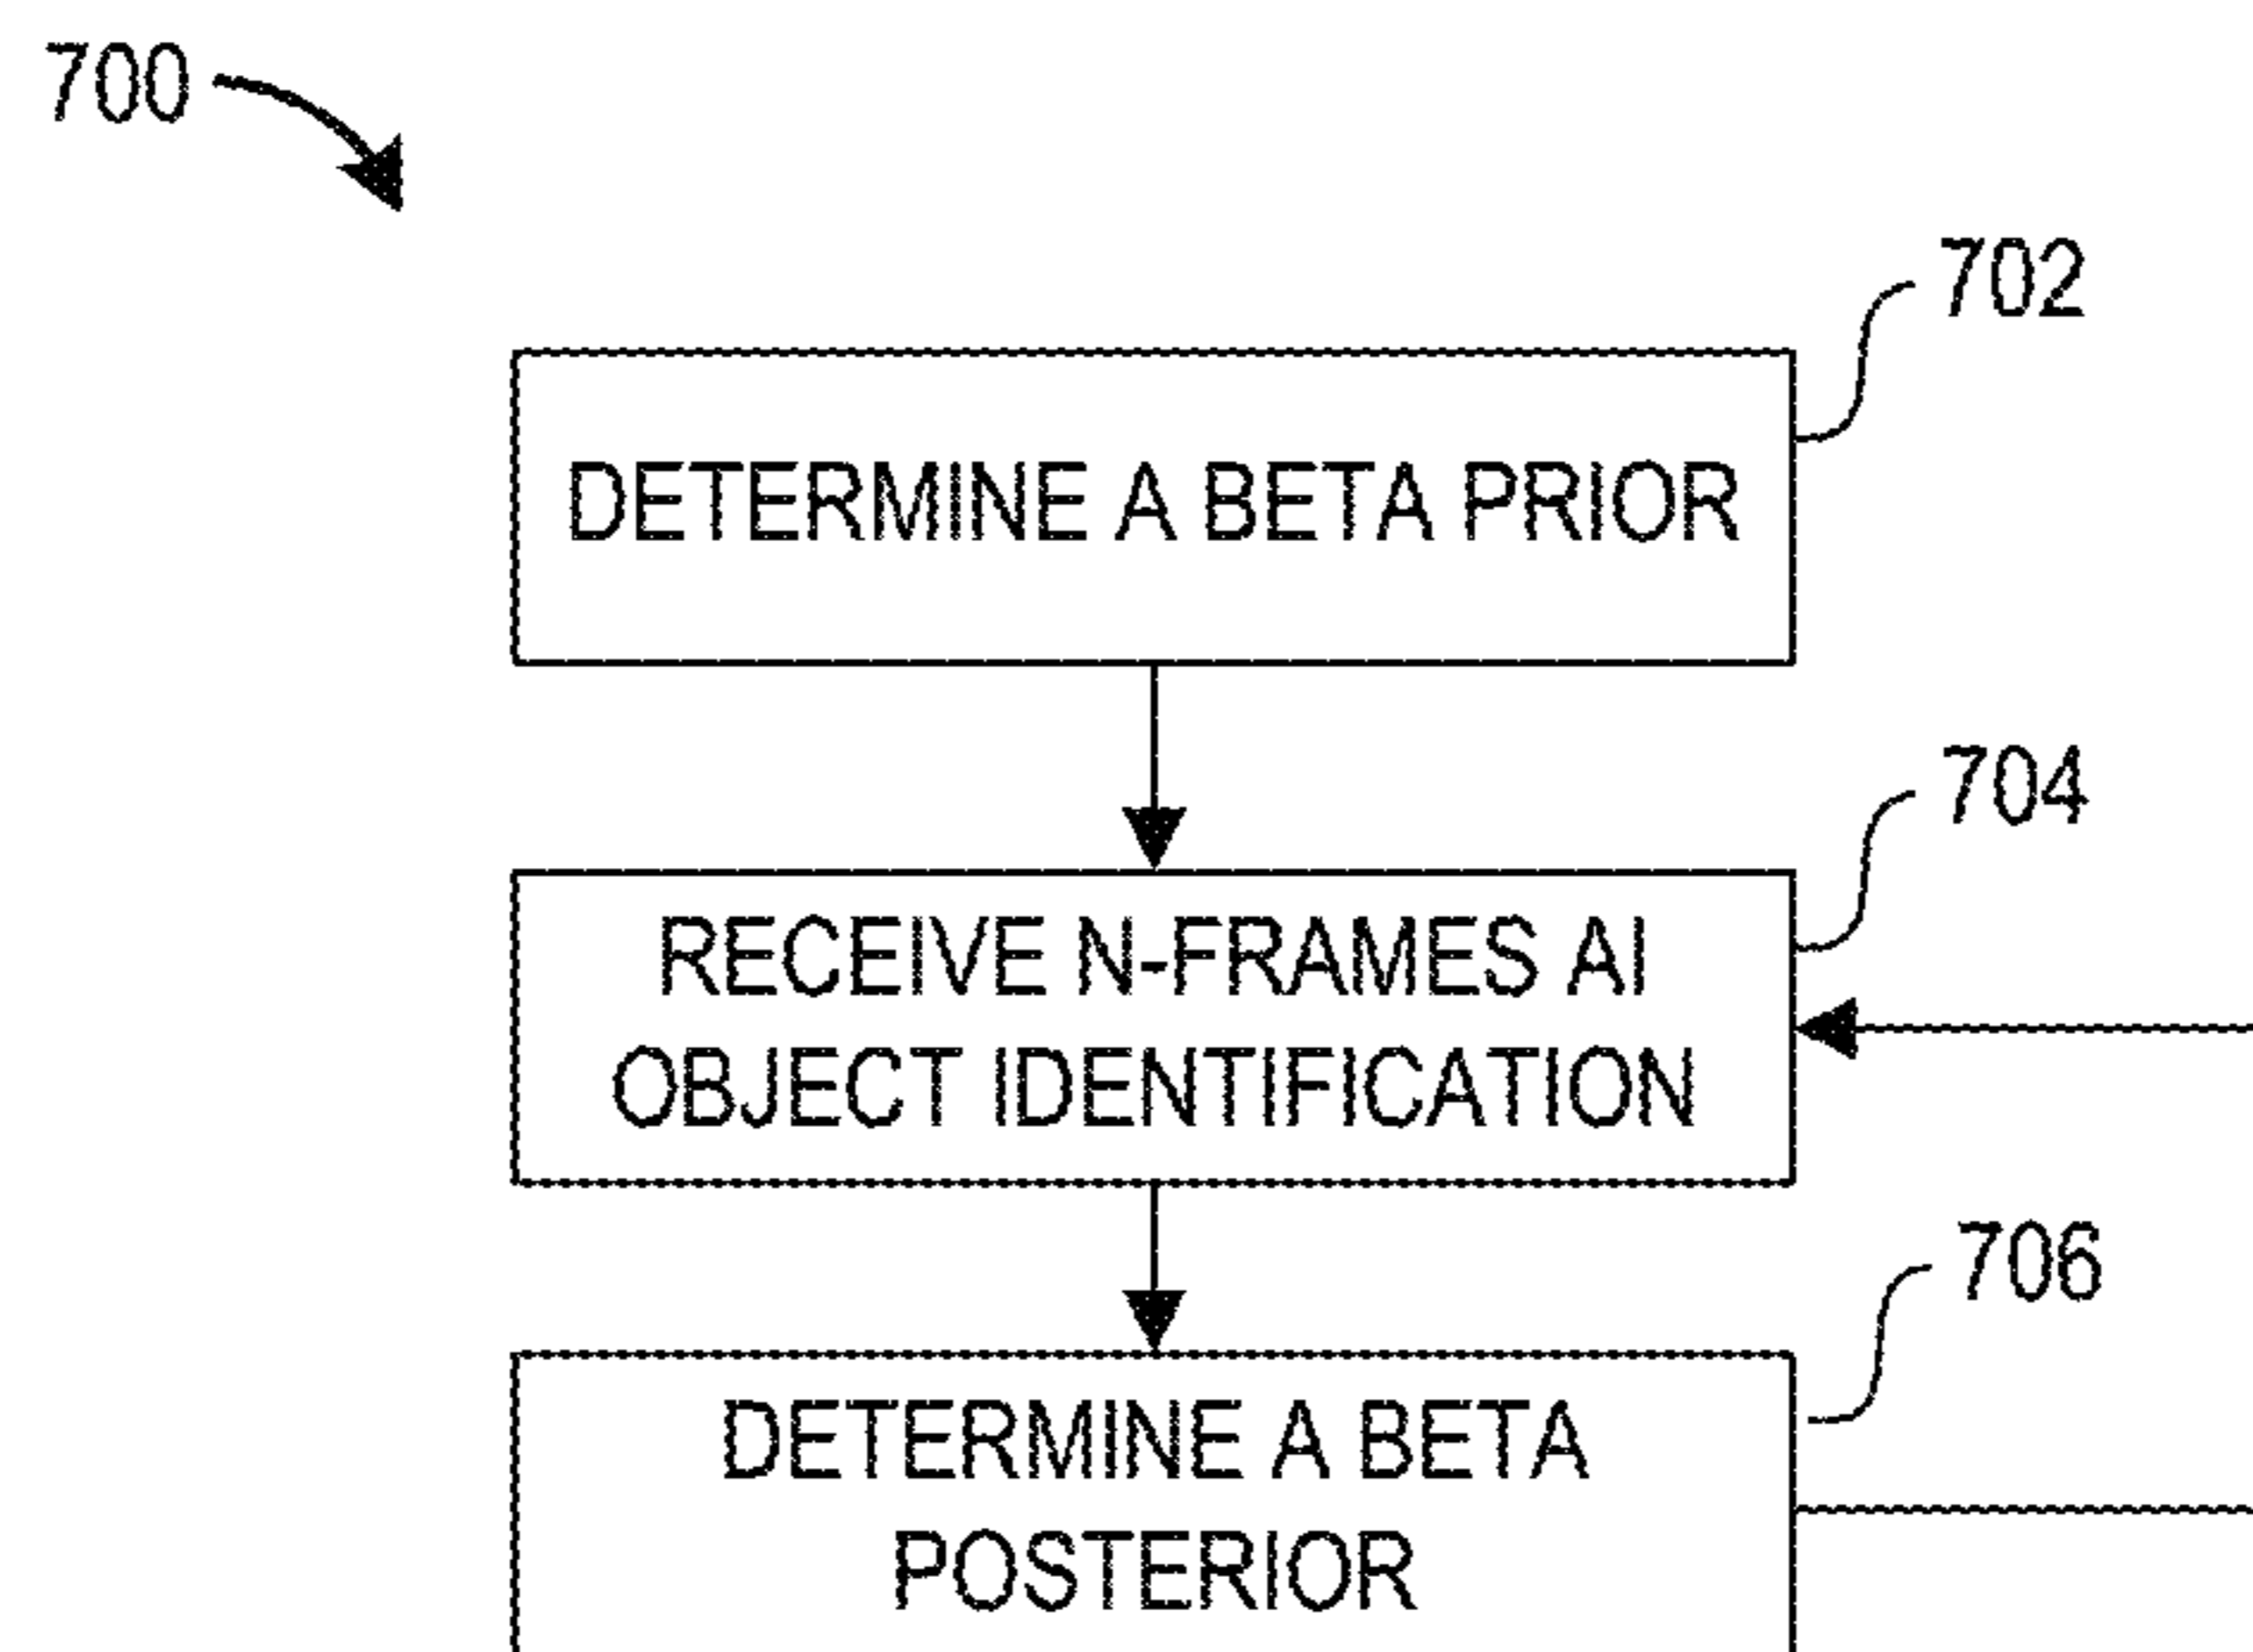 700
702
DETERMINE A BETA PRIOR
704
RECEIVE N-FRAMES AI
OBJECT IDENTIFICATION
706
DETERMINE A BETA
POSTERIOR